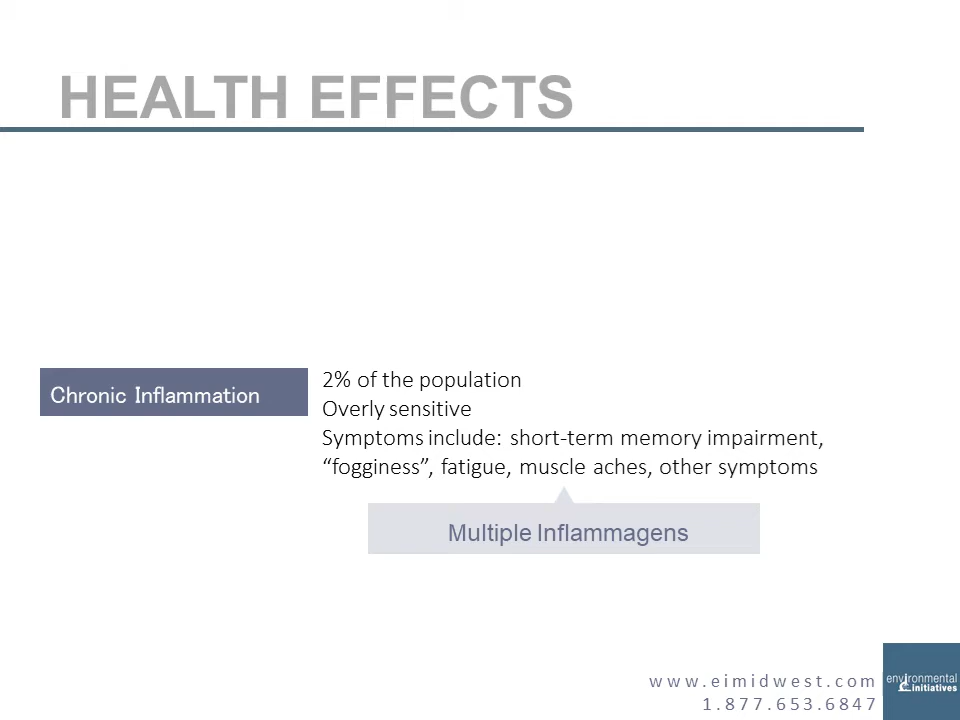 HEALTH EFFECTS
Chronic Inflammation
2% of the population
Overly sensitive
Symptoms include: short-term memory impairment,
“fogginess”, fatigue, muscle aches, other symptoms
Multiple Inflammagens
www.eimidwest.com
1.877.653.6847
environmental
initiatives